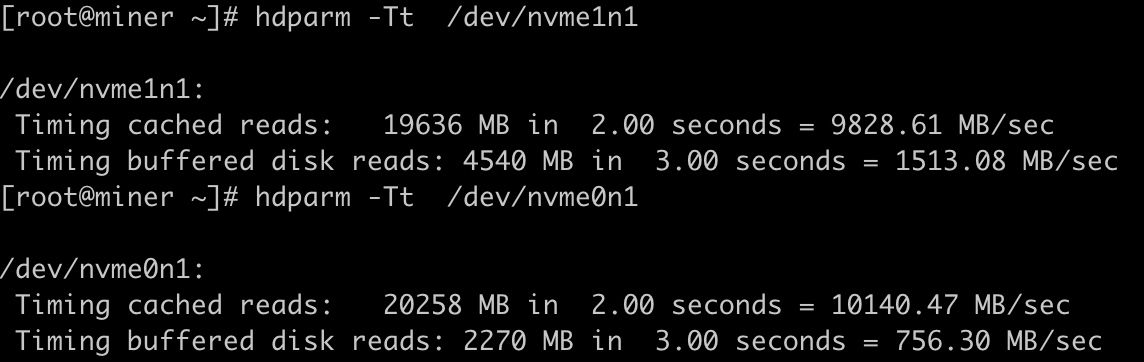 [root@miner ~]# hdparm -Tt  /dev/nvme1n1
/dev/nvme1n1:
 Timing cached reads:   19636 MB in  2.00 seconds = 9828.61 MB/sec
 Timing buffered disk reads: 4540 MB in  3.00 seconds = 1513.08 MB/sec
[root@miner ~]# hdparm -Tt  /dev/nvme0n1
/dev/nvme0n1:
 Timing cached reads:   20258 MB in  2.00 seconds = 10140.47 MB/sec
 Timing buffered disk reads: 2270 MB in  3.00 seconds = 756.30 MB/sec